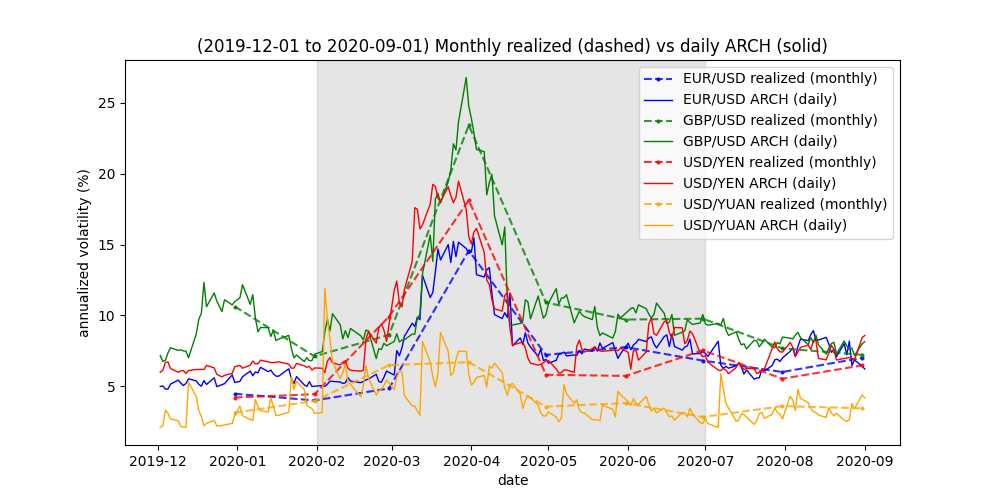 (2019-12-01 to 2020-09-01) Monthly realized (dashed) vs daily ARCH (solid)
EUR/USD realized (monthly)
EUR/USD ARCH (daily)
GBP/USD realized (monthly)
GBP/USD ARCH (daily)
USD/YEN realized (monthly)
USD/YEN ARCH (daily)
USD/YUAN realized (monthly)
USD/YUAN ARCH (daily)
annualized volatility (%)
25
20
15
10
5
2019-12 2020-01 2020-02 2020-03 2020-04 2020-05 2020-06 2020-07 2020-08 2020-09
date